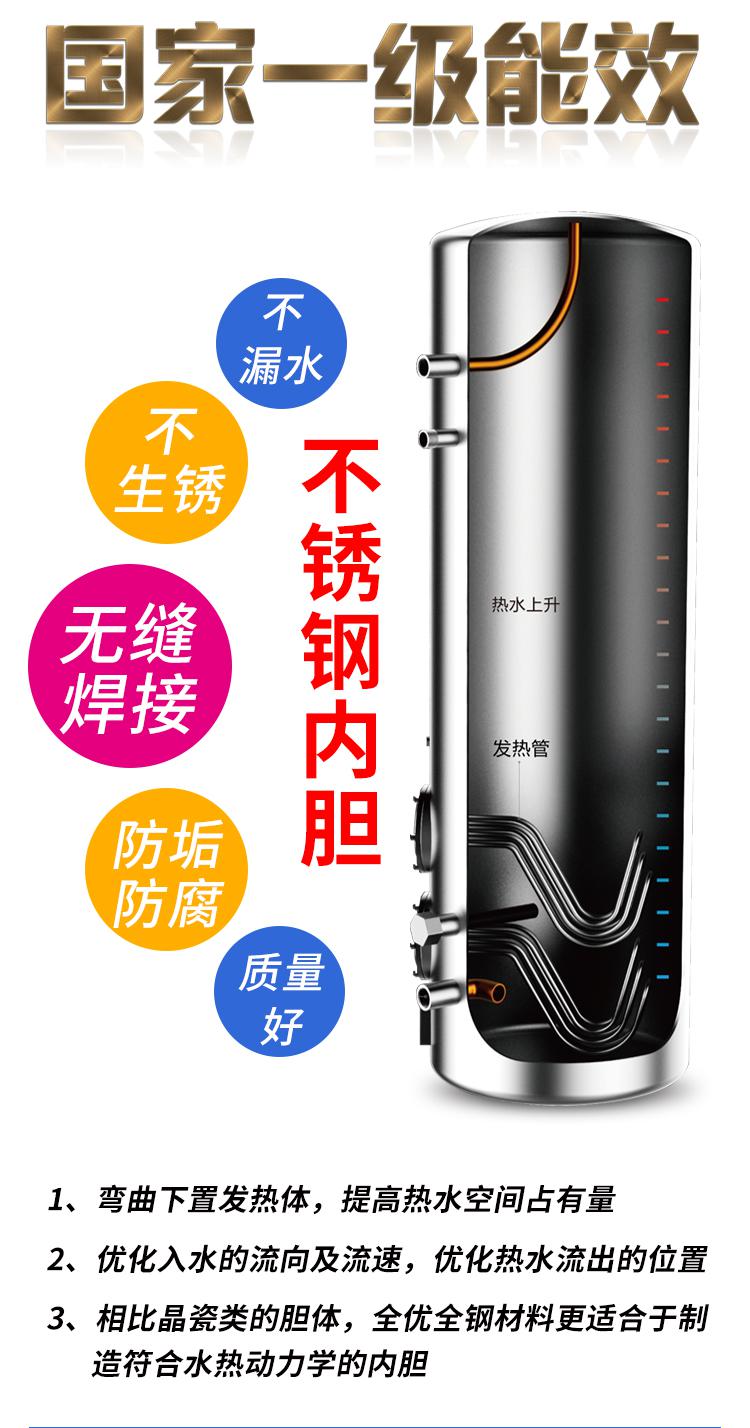 国家一级能效
不
漏水
不
生锈
无缝
焊接
防垢
防腐
质量
好
不锈钢内胆
热水上升
发热管
1、弯曲下置发热体，提高热水空间占有量
2、优化入水的流向及流速，优化热水流出的位置
3、相比晶瓷类的胆体，全优全钢材料更适合于制
造符合水热动力学的内胆